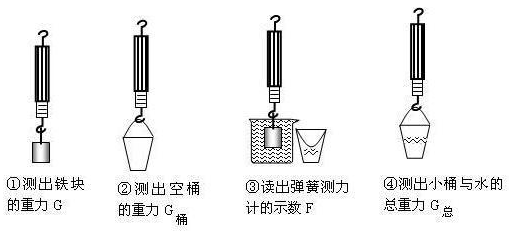 ①测出铁块
的重力 G
②测出空桶
的重力 G桶
③读出弹簧测力
计的示数 F
④测出小桶与水的
总重力 G总